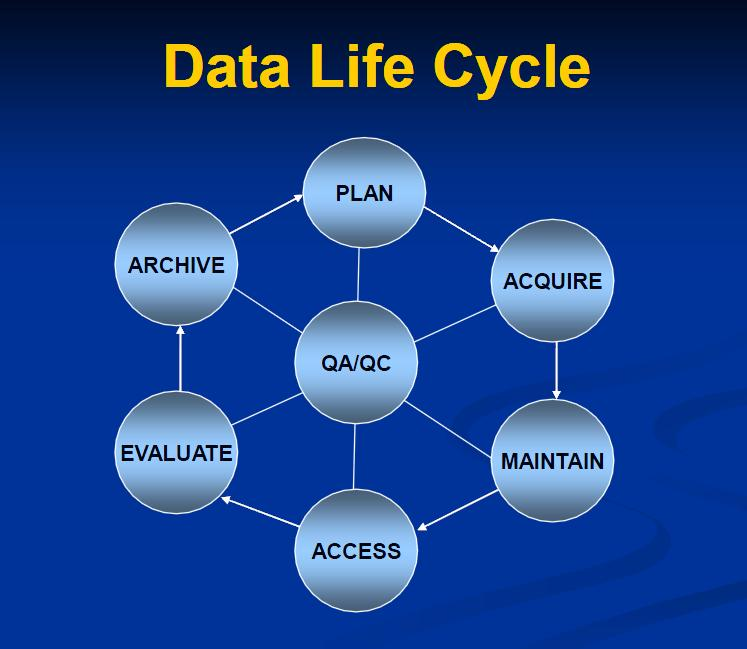 Data Life Cycle
PLAN
ACQUIRE
ARCHIVE
QA/QC
MAINTAIN
EVALUATE
ACCESS